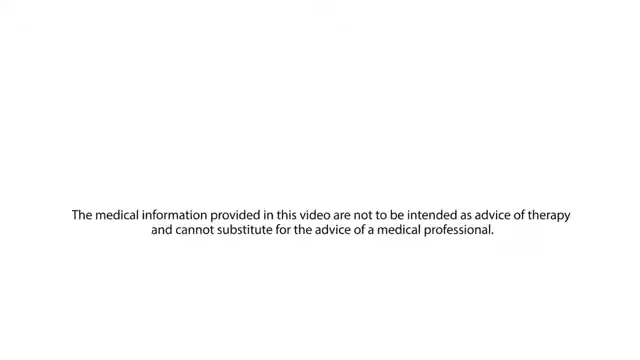 The medical information provided in this video are not to be intended as advice of therapy
and cannot substitute for the advice of a medical professional.